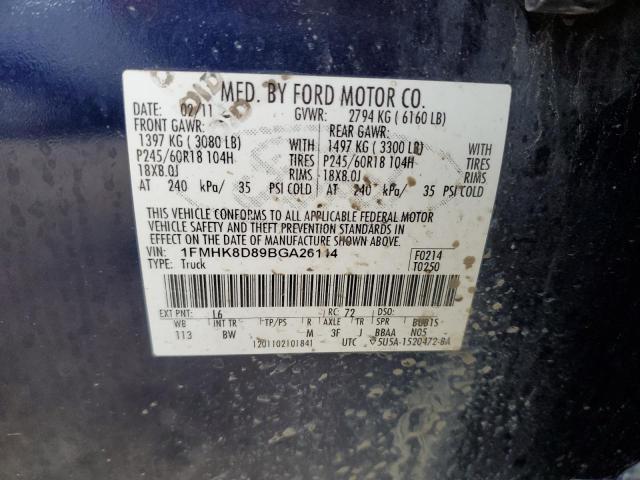 MFD. BY FORD MOTOR CO.
DATE: 02/11 GVWR: 2794 KG ( 6160 LB)
FRONT GAWR: REAR GAWR:
1397 KG ( 3080 LB) WITH 1497 KG ( 3300 LB) WITH
P245/60R18 104H TIRES P245/60R18 104H TIRES
18X8.0J RIMS 18X8.0J RIMS
AT 240 kPa/ 35 PSI COLD AT 240 kPa/ 35 PSI COLD
THIS VEHICLE CONFORMS TO ALL APPLICABLE FEDERAL MOTOR
VEHICLE SAFETY AND THEFT PREVENTION STANDARDS IN
EFFECT ON THE DATE OF MANUFACTURE SHOWN ABOVE.
VIN: 1FMHK8D89BGA26114 F0214
TYPE: Truck T0250
EXT PNT: L6 RC: 72 DSO:
WB INT TR TP/PS R AXLE TR SPR
113 BW M 3F J BBAA N05
1201102101841 UTC 5U5A-1520472-BA